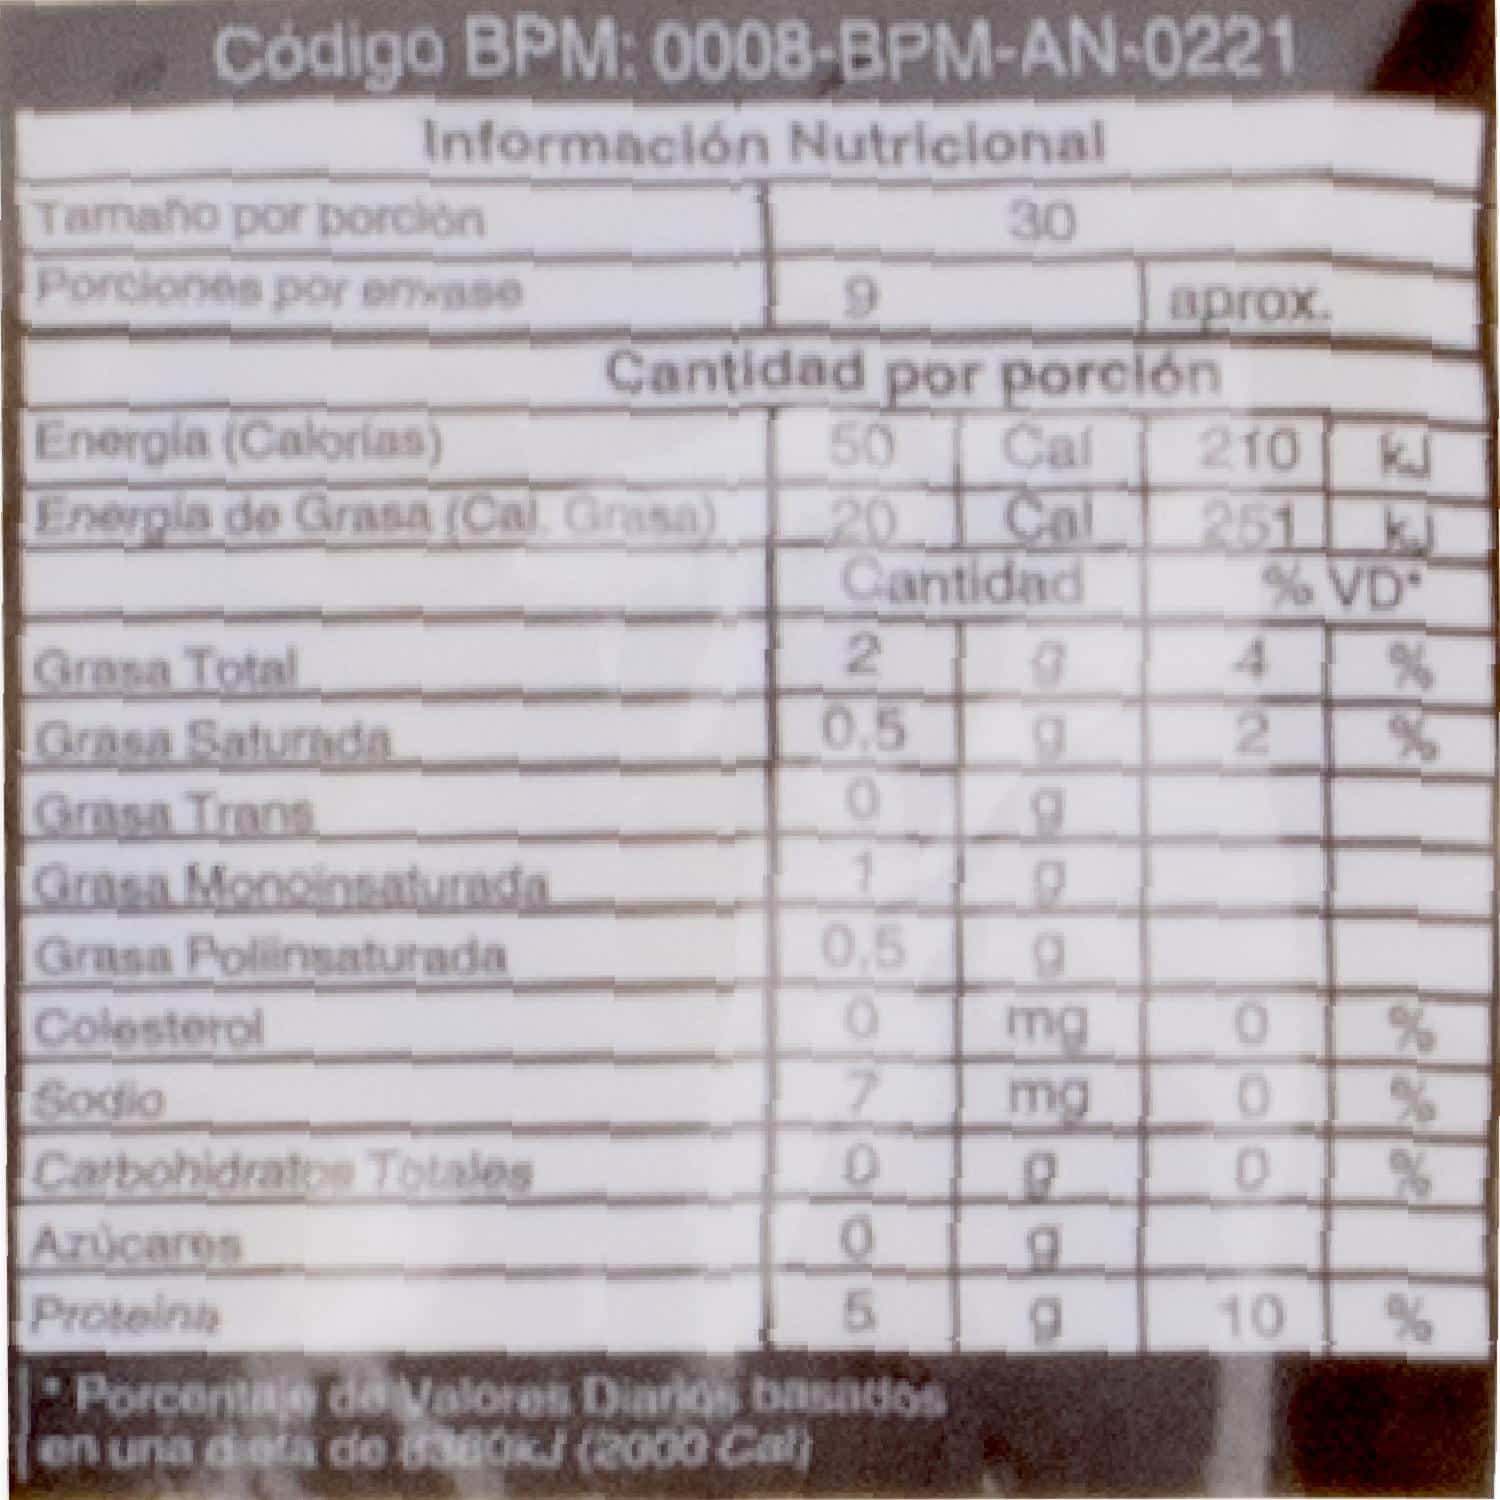 Código BPM: 0008-BPM-AN-0221
Información Nutricional
Tamaño por porción 30
Porciones por envase 9 aprox.
Cantidad por porción
Energía (Calorías) 50 Cal 210 kJ
Energía de Grasa (Cal. Grasa) 20 Cal 251 kJ
Cantidad % VD*
Grasa Total 2 g 4 %
Grasa Saturada 0.5 g 2 %
Grasa Trans 0 g
Grasa Monoinsaturada 1 g
Grasa Poliinsaturada 0,5 g
Colesterol 0 mg 0 %
Sodio 7 mg 0 %
Carbohidratos Totales 0 g 0 %
Azúcares 0 g
Proteína 5 g 10 %
* Porcentaje de Valores Diarios basados
en una dieta de 8380kJ (2000 Cal)